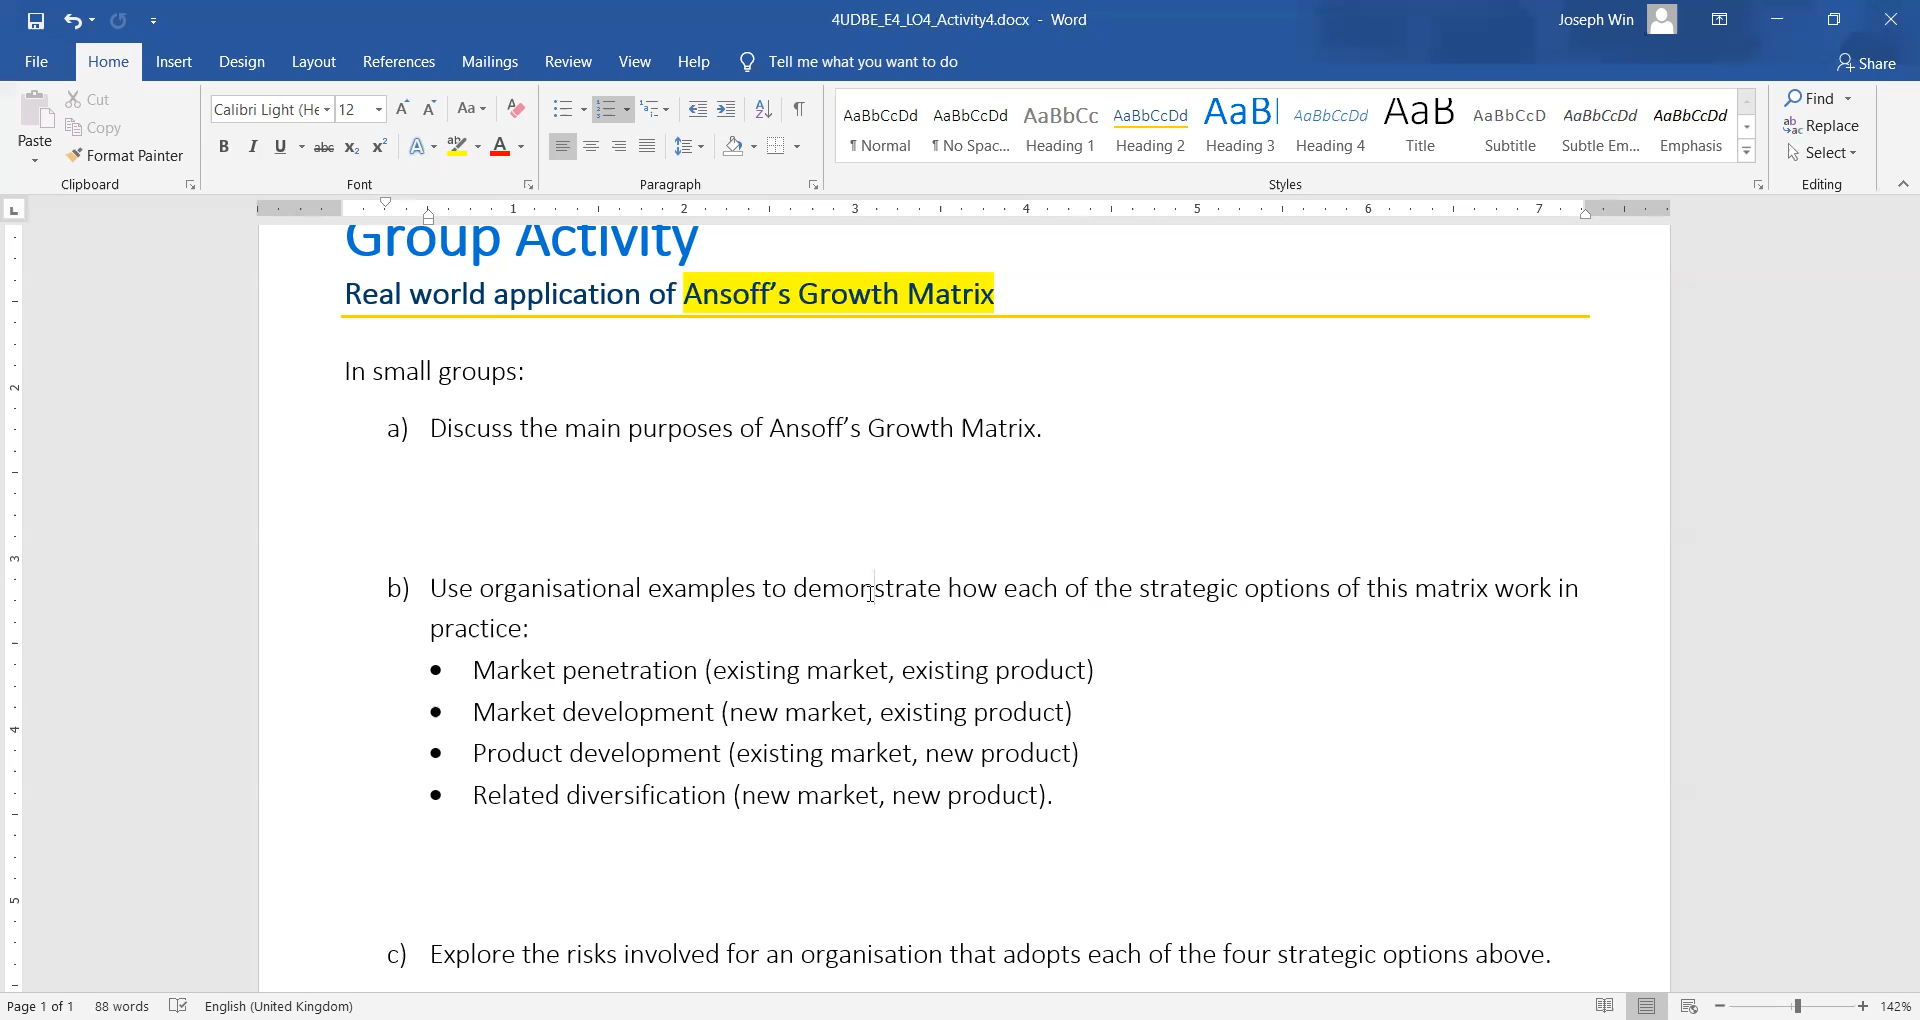 4UDBE_E4_LO4_Activity4.docx - Word
Joseph Win
File Home Insert Design Layout References Mailings Review View Help Tell me what you want to do Share
Paste
Cut
Copy
Format Painter
Clipboard
Calibri Light (He 12
Font
Paragraph
AaBbCcDd AaBbCcDd AaBbCc AaBbCcDd AaBl AaBbCcDd AaB AaBbCcD AaBbCcDd AaBbCcDd
¶ Normal ¶ No Spac... Heading 1 Heading 2 Heading 3 Heading 4 Title Subtitle Subtle Em... Emphasis
Styles
Find
Replace
Select
Editing
1 2 3 4 5 6 7
Group Activity
Real world application of Ansoff’s Growth Matrix
In small groups:
a) Discuss the main purposes of Ansoff’s Growth Matrix.
b) Use organisational examples to demonstrate how each of the strategic options of this matrix work in
practice:
• Market penetration (existing market, existing product)
• Market development (new market, existing product)
• Product development (existing market, new product)
• Related diversification (new market, new product).
c) Explore the risks involved for an organisation that adopts each of the four strategic options above.
Page 1 of 1 88 words English (United Kingdom) 142%